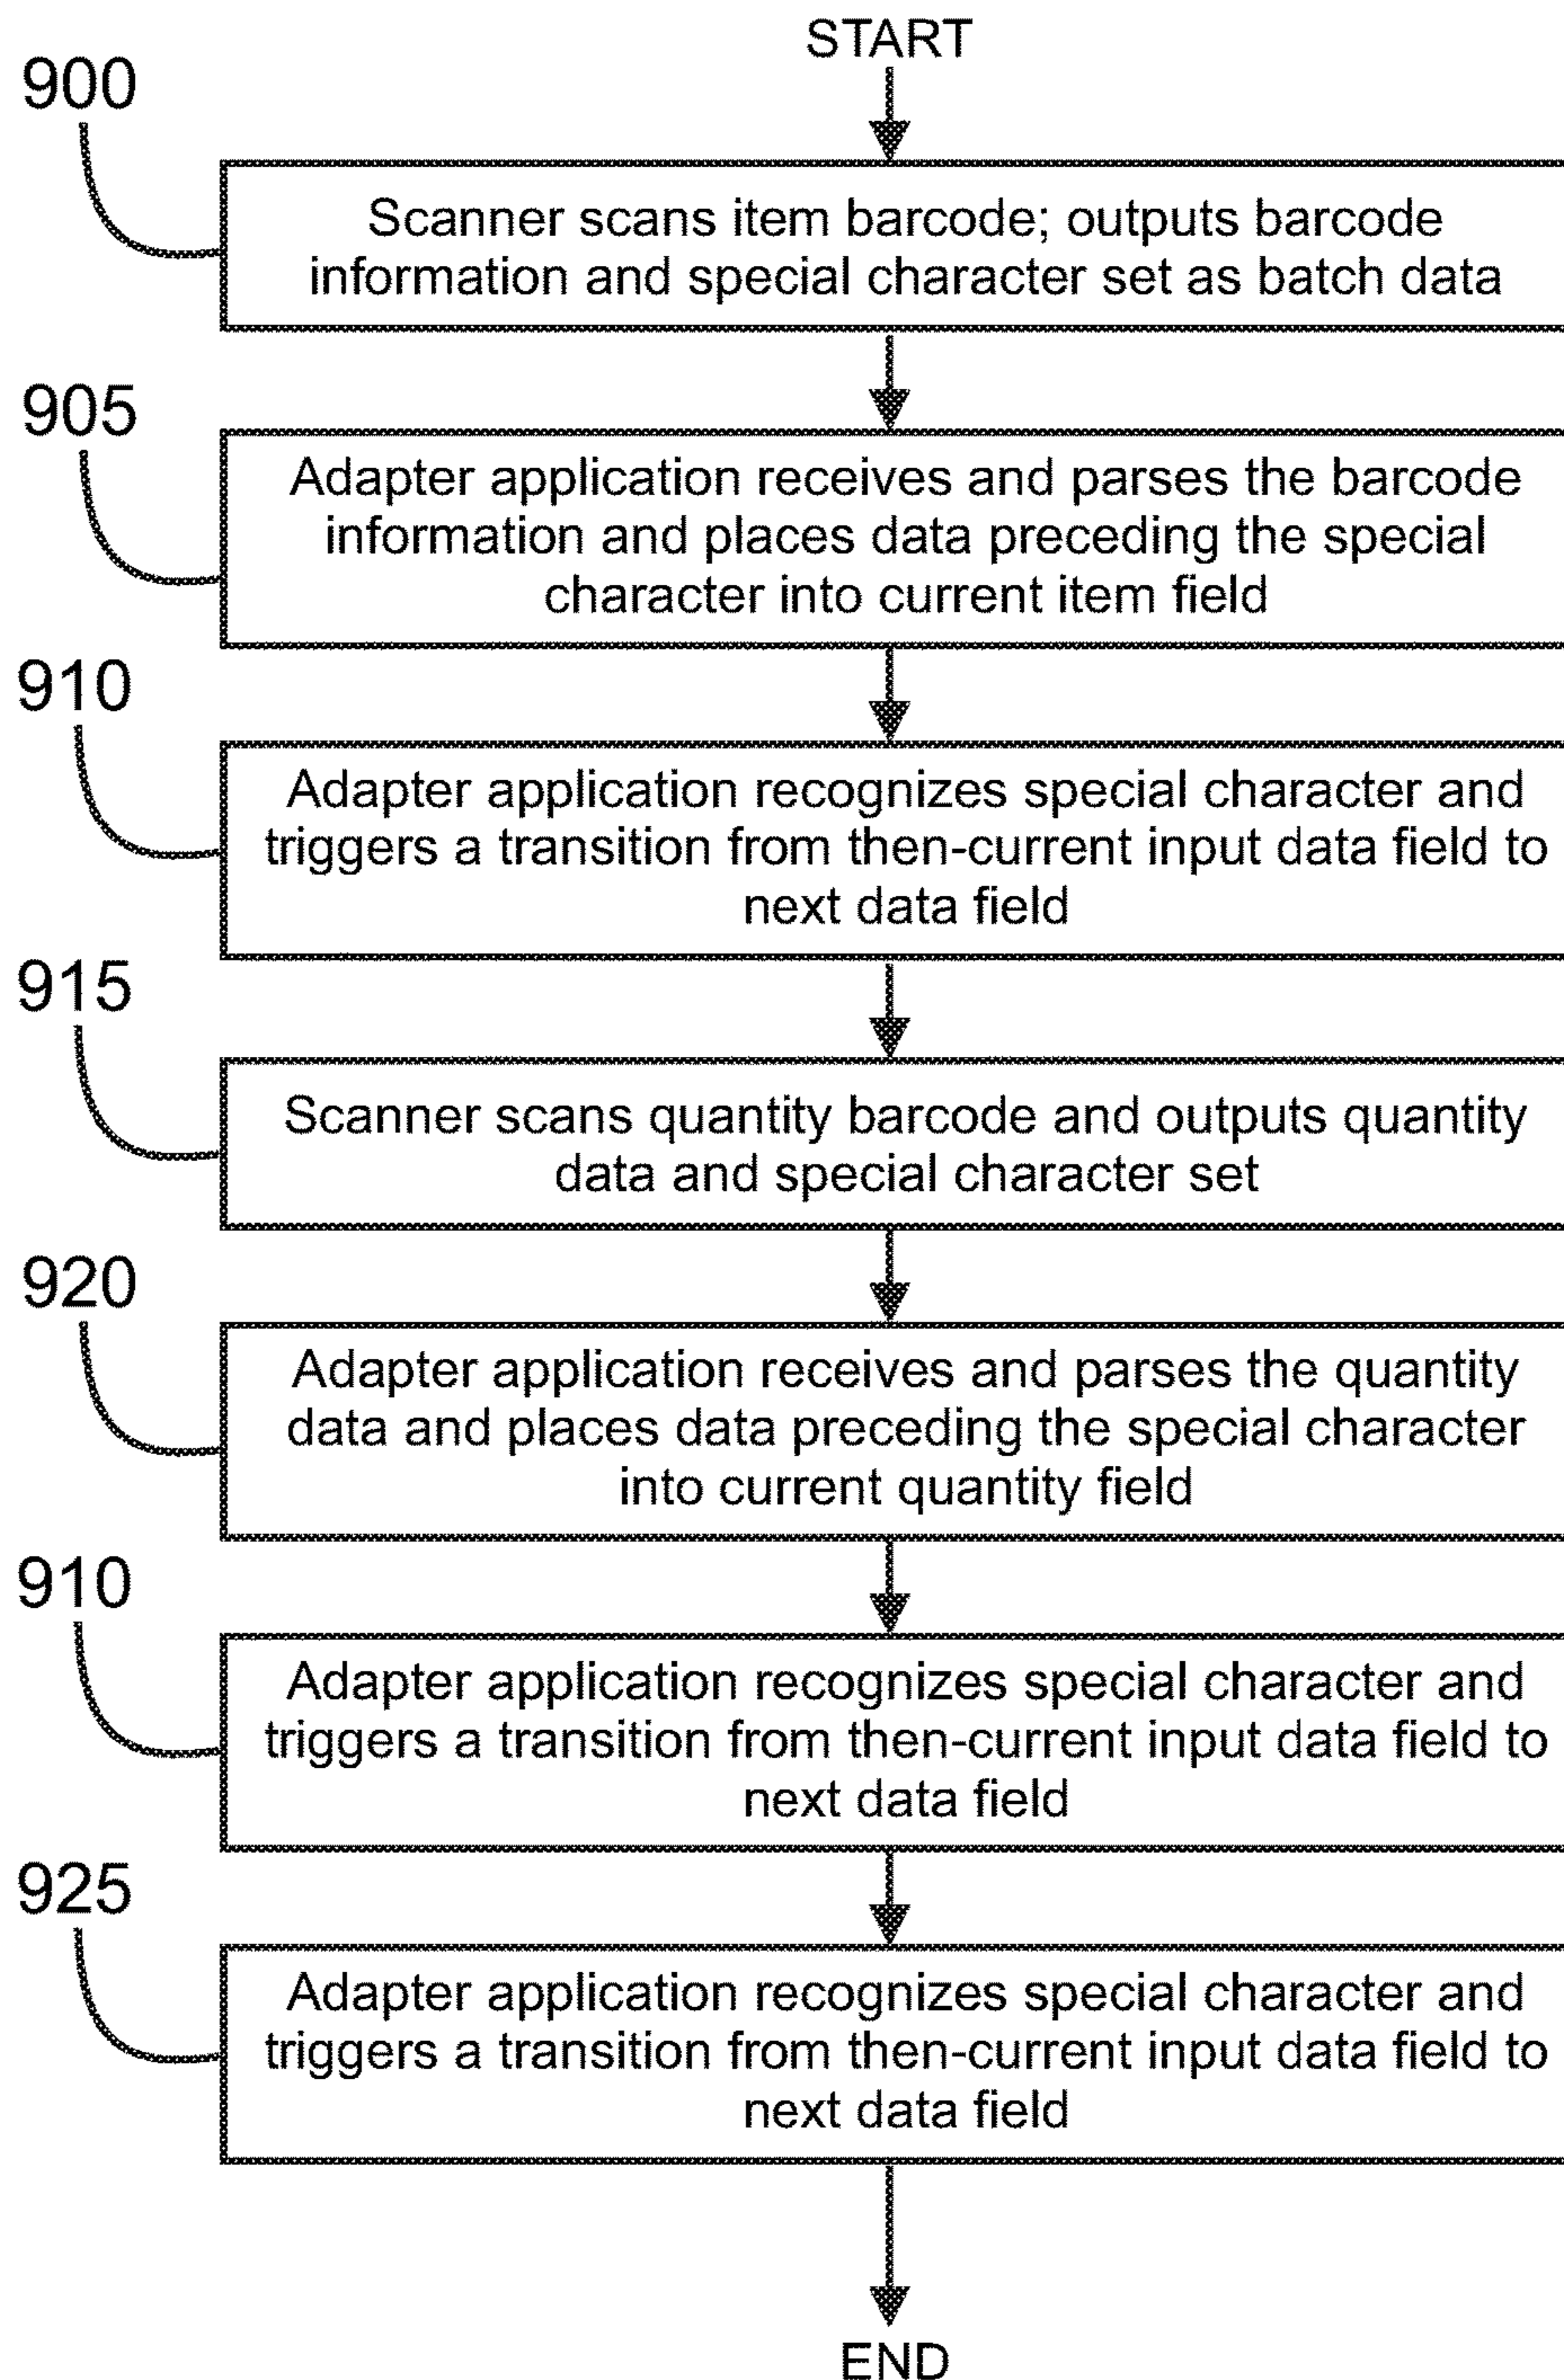 START
900
Scanner scans item barcode; outputs barcode
information and special character set as batch data
905
Adapter application receives and parses the barcode
information and places data preceding the special
character into current item field
910
Adapter application recognizes special character and
triggers a transition from then-current input data field to
next data field
915
Scanner scans quantity barcode and outputs quantity
data and special character set
920
Adapter application receives and parses the quantity
data and places data preceding the special character
into current quantity field
910
Adapter application recognizes special character and
triggers a transition from then-current input data field to
next data field
925
Adapter application recognizes special character and
triggers a transition from then-current input data field to
next data field
END